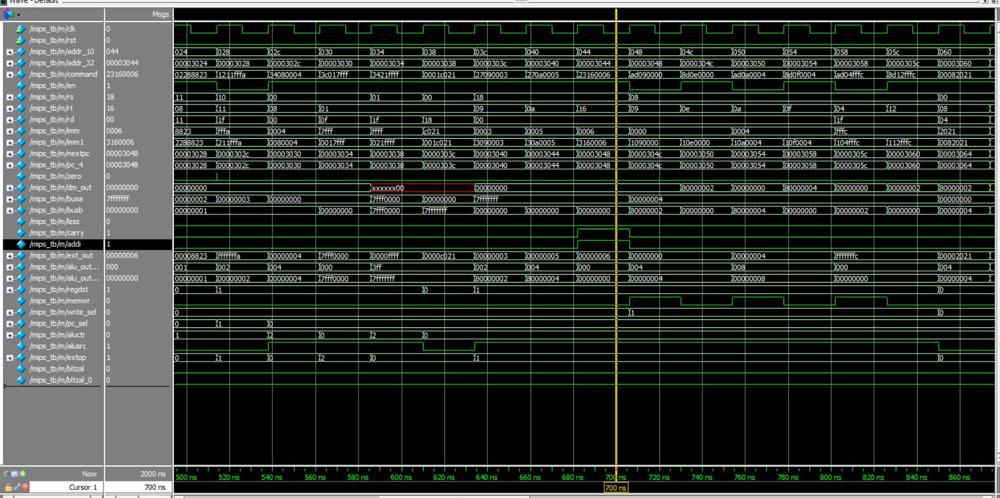 Wave - Default
Msgs
/mips_tb/m/clk 0
/mips_tb/m/rst 0
/mips_tb/m/addr_10 044 024 028 02c 030 034 038 03c 040 044 048 04c 050 054 058 05c 060
/mips_tb/m/addr_32 00003044 00003024 00003028 0000302c 00003030 00003034 00003038 0000303c 00003040 00003044 00003048 0000304c 00003050 00003054 00003058 0000305c 00003060
/mips_tb/m/command 23160006 02288823 1211fffa 34080004 3c017fff 3421ffff 0001c021 27090003 270a0005 23160006 ad090000 8d0e0000 ad0a0004 8d0f0004 ad04fffc 8d12fffc 00082021
/mips_tb/m/en 1
/mips_tb/m/rs 18 11 10 00 01 00 18 08 00
/mips_tb/m/rt 16 08 11 08 01 09 0a 16 09 0e 0a 0f 04 12 08
/mips_tb/m/rd 00 11 1f 00 0f 1f 18 00 1f 04
/mips_tb/m/imm 0006 8823 fffa 0004 7fff ffff c021 0003 0005 0006 0000 0004 fffc 2021
/mips_tb/m/imm1 3160006 2288823 211fffa 0080004 0017fff 021ffff 001c021 3090003 30a0005 3160006 1090000 10e0000 10a0004 10f0004 104fffc 112fffc 0082021
/mips_tb/m/nextpc 00003048 00003028 0000302c 00003030 00003034 00003038 0000303c 00003040 00003044 00003048 0000304c 00003050 00003054 00003058 0000305c 00003060 00003064
/mips_tb/m/pc_4 00003048 00003028 0000302c 00003030 00003034 00003038 0000303c 00003040 00003044 00003048 0000304c 00003050 00003054 00003058 0000305c 00003060 00003064
/mips_tb/m/zero 0
/mips_tb/m/dm_out 00000000 00000000 xxxxxx00 00000000 80000002 00000000 80000004 00000000 00000002 80000002
/mips_tb/m/busa 7fffffff 00000002 00000003 00000000 7fff0000 00000000 7fffffff 00000004 00000000
/mips_tb/m/busb 00000000 00000001 00000000 7fff0000 7fffffff 00000000 00000000 00000000 80000002 00000000 80000004 00000000 00000002 00000000 00000004
/mips_tb/m/less 0
/mips_tb/m/carry 1
/mips_tb/m/addi 1
/mips_tb/m/ext_out 00000006 00008823 fffffffa 00000004 7fff0000 0000ffff 0000c021 00000003 00000005 00000006 00000000 00000004 fffffffc 00002021
/mips_tb/m/alu_out... 000 001 002 004 000 3ff 002 004 000 004 008 000 004
/mips_tb/m/alu_out... 00000000 00000001 00000002 00000004 7fff0000 7fffffff 80000002 80000004 00000000 00000004 00000008 00000000 00000004
/mips_tb/m/regdst 1 0 1 0 1 0
/mips_tb/m/memwr 0
/mips_tb/m/write_sel 0 0 1 0
/mips_tb/m/pc_sel 0 0 1 0
/mips_tb/m/aluctr 0 1 2 0 2 0
/mips_tb/m/alusrc 1
/mips_tb/m/extop 1 0 1 0 2 0 1 0
/mips_tb/m/bltzal 0
/mips_tb/m/bltzal_0 0
Now 2000 ns 500 ns 520 ns 540 ns 560 ns 580 ns 600 ns 620 ns 640 ns 660 ns 680 ns 700 ns 720 ns 740 ns 760 ns 780 ns 800 ns 820 ns 840 ns 860 ns
Cursor 1 700 ns 700 ns